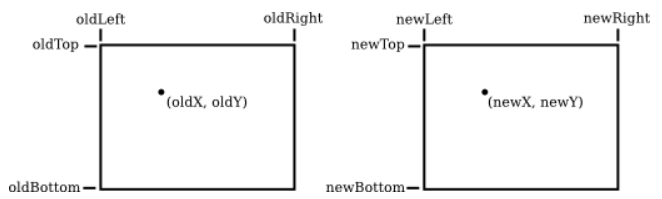 oldLeft oldRight newLeft newRight
oldTop newTop
(oldX, oldY) (newX, newY)
oldBottom newBottom